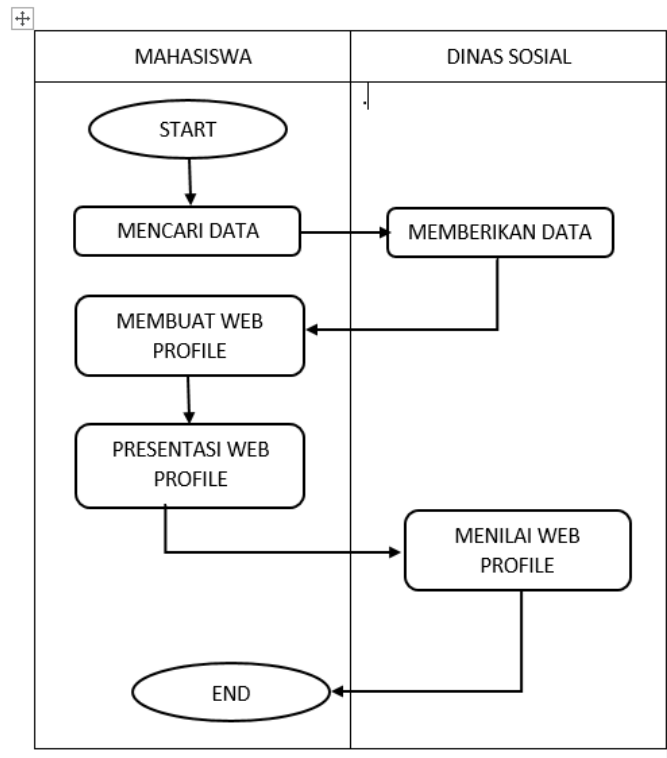 MAHASISWA
DINAS SOSIAL
.
START
MENCARI DATA
MEMBERIKAN DATA
MEMBUAT WEB
PROFILE
PRESENTASI WEB
PROFILE
MENILAI WEB
PROFILE
END